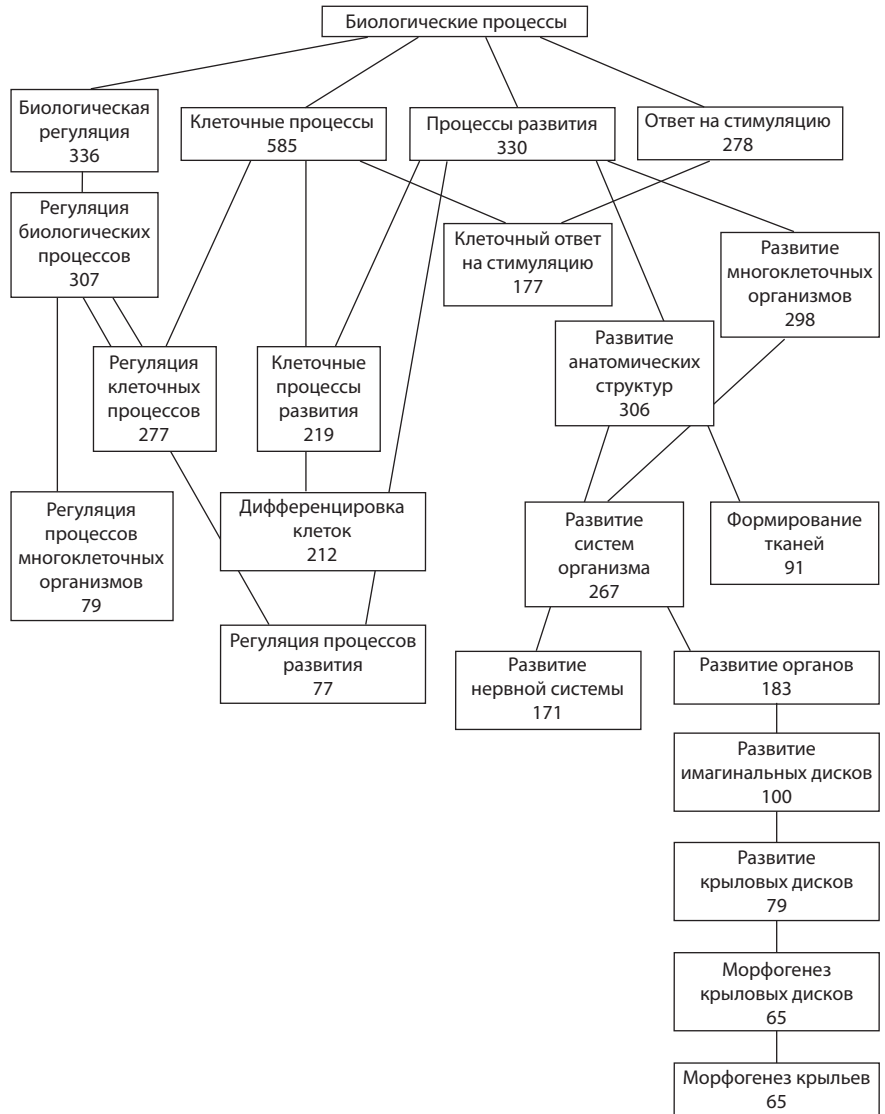 Биологические процессы
Биологическая
регуляция
336
Клеточные процессы
585
Процессы развития
330
Ответ на стимуляцию
278
Регуляция
биологических
процессов
307
Клеточный ответ
на стимуляцию
177
Развитие
многоклеточных
организмов
298
Регуляция
клеточных
процессов
277
Клеточные
процессы
развития
219
Развитие
анатомических
структур
306
Регуляция
процессов
многоклеточных
организмов
79
Дифференцировка
клеток
212
Развитие
систем
организма
267
Формирование
тканей
91
Регуляция процессов
развития
77
Развитие
нервной системы
171
Развитие органов
183
Развитие
имагинальных дисков
100
Развитие
крыловых дисков
79
Морфогенез
крыловых дисков
65
Морфогенез крыльев
65